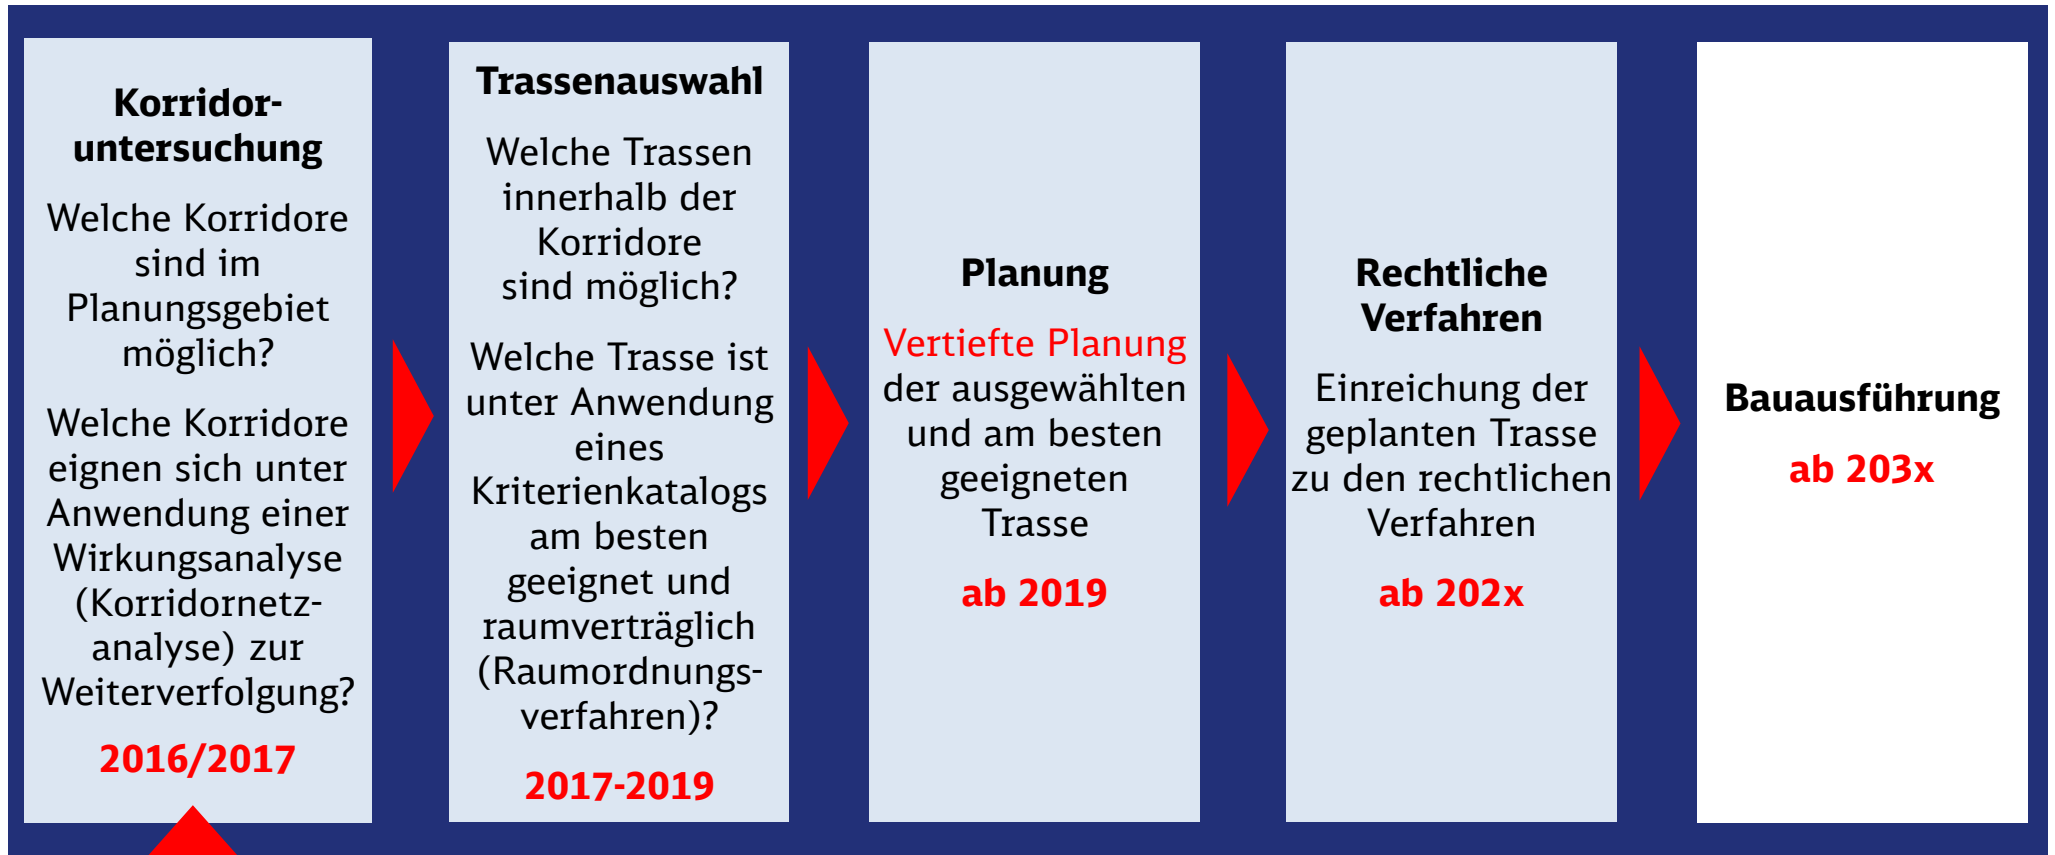 Korridor-
untersuchung
Welche Korridore
sind im
Planungsgebiet
möglich?
Welche Korridore
eignen sich unter
Anwendung einer
Wirkungsanalyse
(Korridornetz-
analyse) zur
Weiterverfolgung?
2016/2017
Trassenauswahl
Welche Trassen
innerhalb der
Korridore
sind möglich?
Welche Trasse ist
unter Anwendung
eines
Kriterienkatalogs
am besten
geeignet und
raumverträglich
(Raumordnungs-
verfahren)?
2017-2019
Planung
Vertiefte Planung
der ausgewählten
und am besten
geeigneten
Trasse
ab 2019
Rechtliche
Verfahren
Einreichung der
geplanten Trasse
zu den rechtlichen
Verfahren
ab 202x
Bauausführung
ab 203x